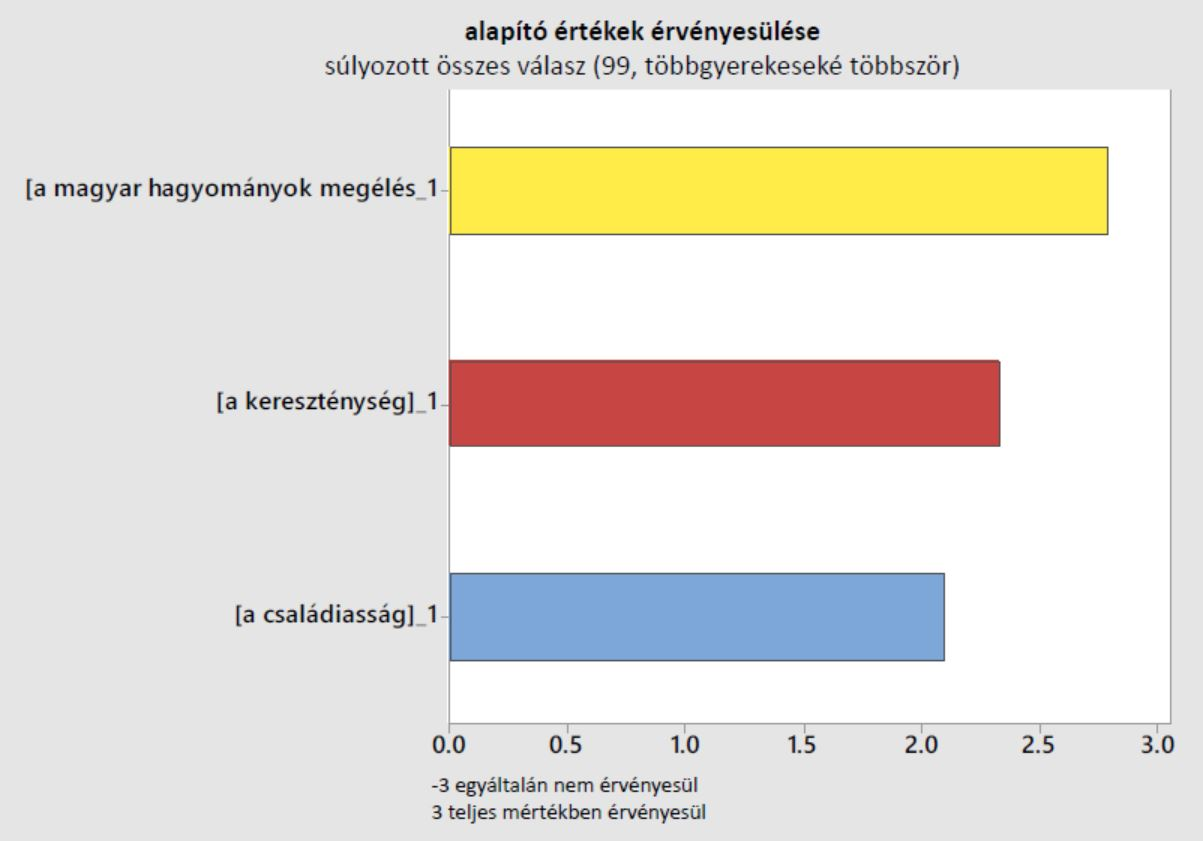 alapító értékek érvényesülése
súlyozott összes válasz (99, többgyerekeseké többször)
[a magyar hagyományok megélés_1
[a kereszténység]_1
[a családiasság]_1
0.0 0.5 1.0 1.5 2.0 2.5 3.0
-3 egyáltalán nem érvényesül
3 teljes mértékben érvényesül